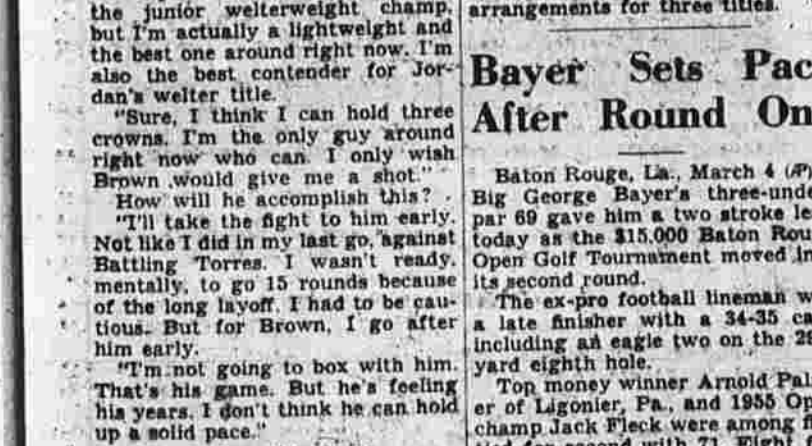 the junior welterweight champ,
but I'm actually a lightweight and
the best one around right now. I'm
also the best contender for Jor-
dan's welter title.
"Sure, I think I can hold three
crowns. I'm the only guy around
right now who can. I only wish
Brown would give me a shot."
How will he accomplish this?
"I'll take the fight to him early.
Not like I did in my last go, against
Battling Torres. I wasn't ready,
mentally, to go 15 rounds because
of the long layoff. I had to be cau-
tious. But for Brown, I go after
him early.
"I'm not going to box with him.
That's his game. But he's feeling
his years. I don't think he can hold
up a solid pace."
arrangements for three titles.
Bayer Sets Pac
After Round On
Baton Rouge, La., March 4 (AP)
Big George Bayer's three-und
par 69 gave him a two stroke le
today as the $15,000 Baton Rou
Open Golf Tournament moved in
its second round.
The ex-pro football lineman w
a late finisher with a 34-35 ca
including an eagle two on the 29
yard eighth hole.
Top money winner Arnold Pal
er of Ligonier, Pa., and 1955 Op
champ Jack Fleck were among